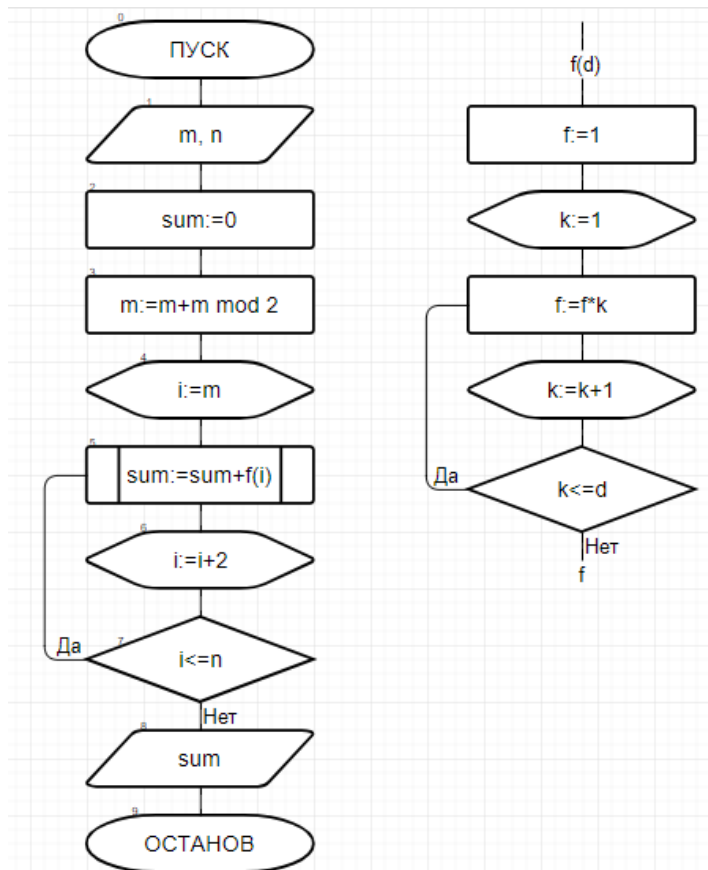 0
ПУСК
1
m, n
2
sum:=0
3
m:=m+m mod 2
4
i:=m
5
sum:=sum+f(i)
6
i:=i+2
7
Да
i<=n
Нет
8
sum
9
ОСТАНОВ
f(d)
f:=1
k:=1
f:=f*k
k:=k+1
Да
k<=d
Нет
f